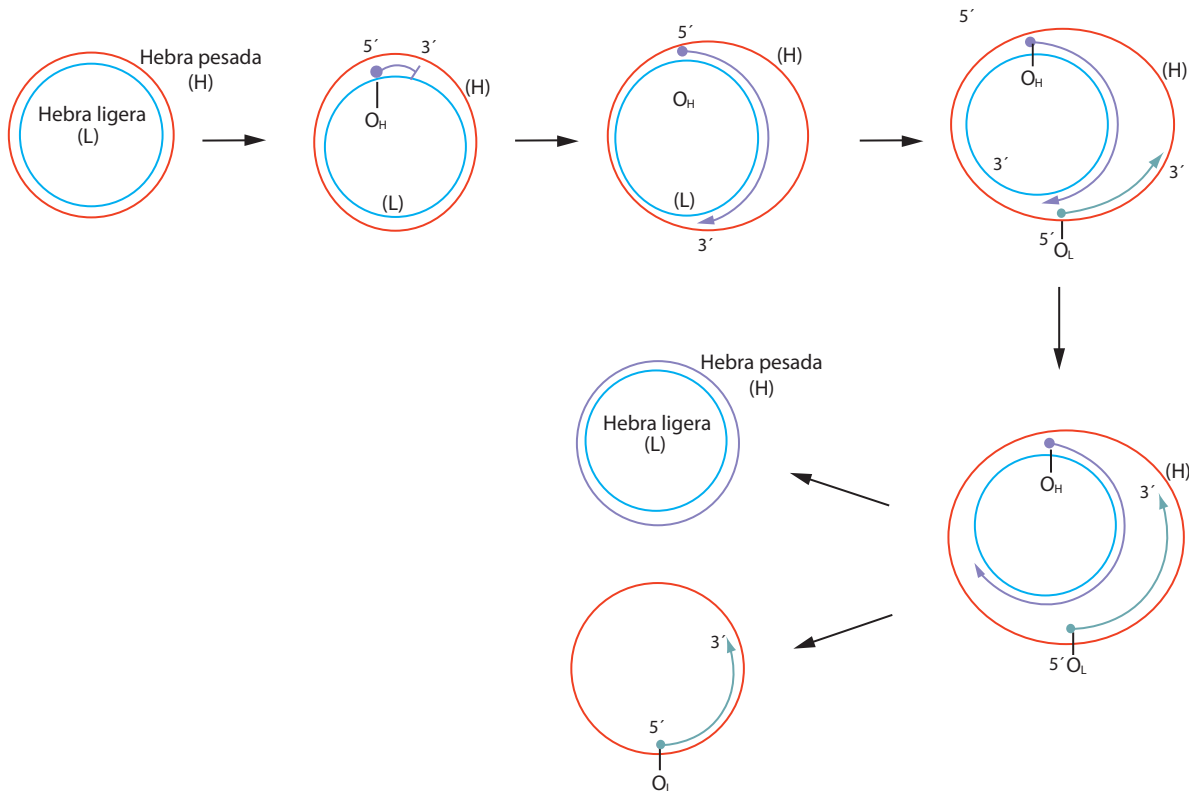 Hebra pesada
(H)
Hebra ligera
(L)
5´
3´
(H)
OH
(L)
5´
(H)
OH
(L)
3´
5´
(H)
OH
3´
3´
5´
OL
Hebra pesada
(H)
Hebra ligera
(L)
(H)
3´
OH
5´
OL
3´
5´
OL